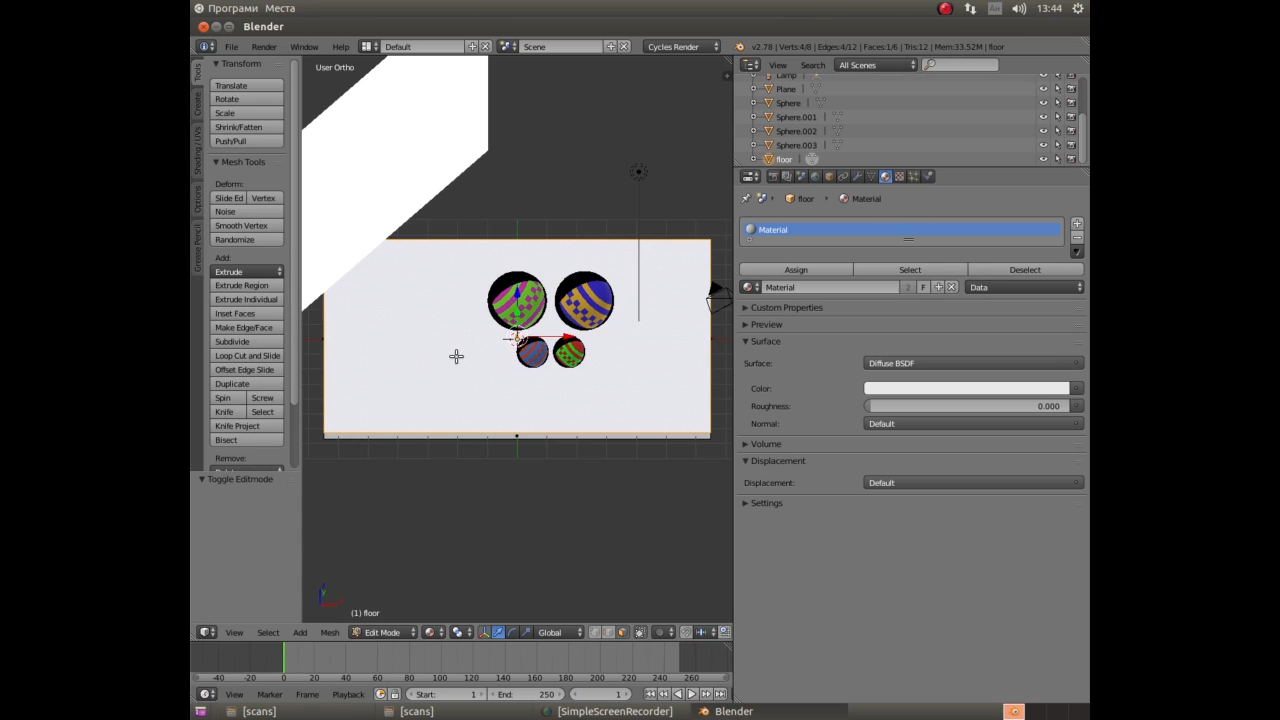 Програми Места
Ан
13:44
Blender
File Render Window Help Default Scene Cycles Render v2.78 | Verts:4/8 | Edges:4/12 | Faces:1/6 | Tris:12 | Mem:33.52M | floor
Transform
Translate
Rotate
Scale
Shrink/Fatten
Push/Pull
Mesh Tools
Deform:
Slide Ed Vertex
Noise
Smooth Vertex
Randomize
Add:
Extrude
Extrude Region
Extrude Individual
Inset Faces
Make Edge/Face
Subdivide
Loop Cut and Slide
Offset Edge Slide
Duplicate
Spin Screw
Knife Select
Knife Project
Bisect
Remove:
Toggle Editmode
Tools
Create
Shading / UVs
Options
Grease Pencil
User Ortho
(1) floor
View Search All Scenes
Lamp
Plane
Sphere
Sphere.001
Sphere.002
Sphere.003
floor
floor Material
Material
Assign Select Deselect
Material 2 F Data
Custom Properties
Preview
Surface
Surface: Diffuse BSDF
Color:
Roughness: 0.000
Normal: Default
Volume
Displacement
Displacement: Default
Settings
View Select Add Mesh Edit Mode Global
-40 -20 0 20 40 60 80 100 120 140 160 180 200 220 240 260
View Marker Frame Playback Start: 1 End: 250 1
[scans] [scans] [SimpleScreenRecorder] Blender